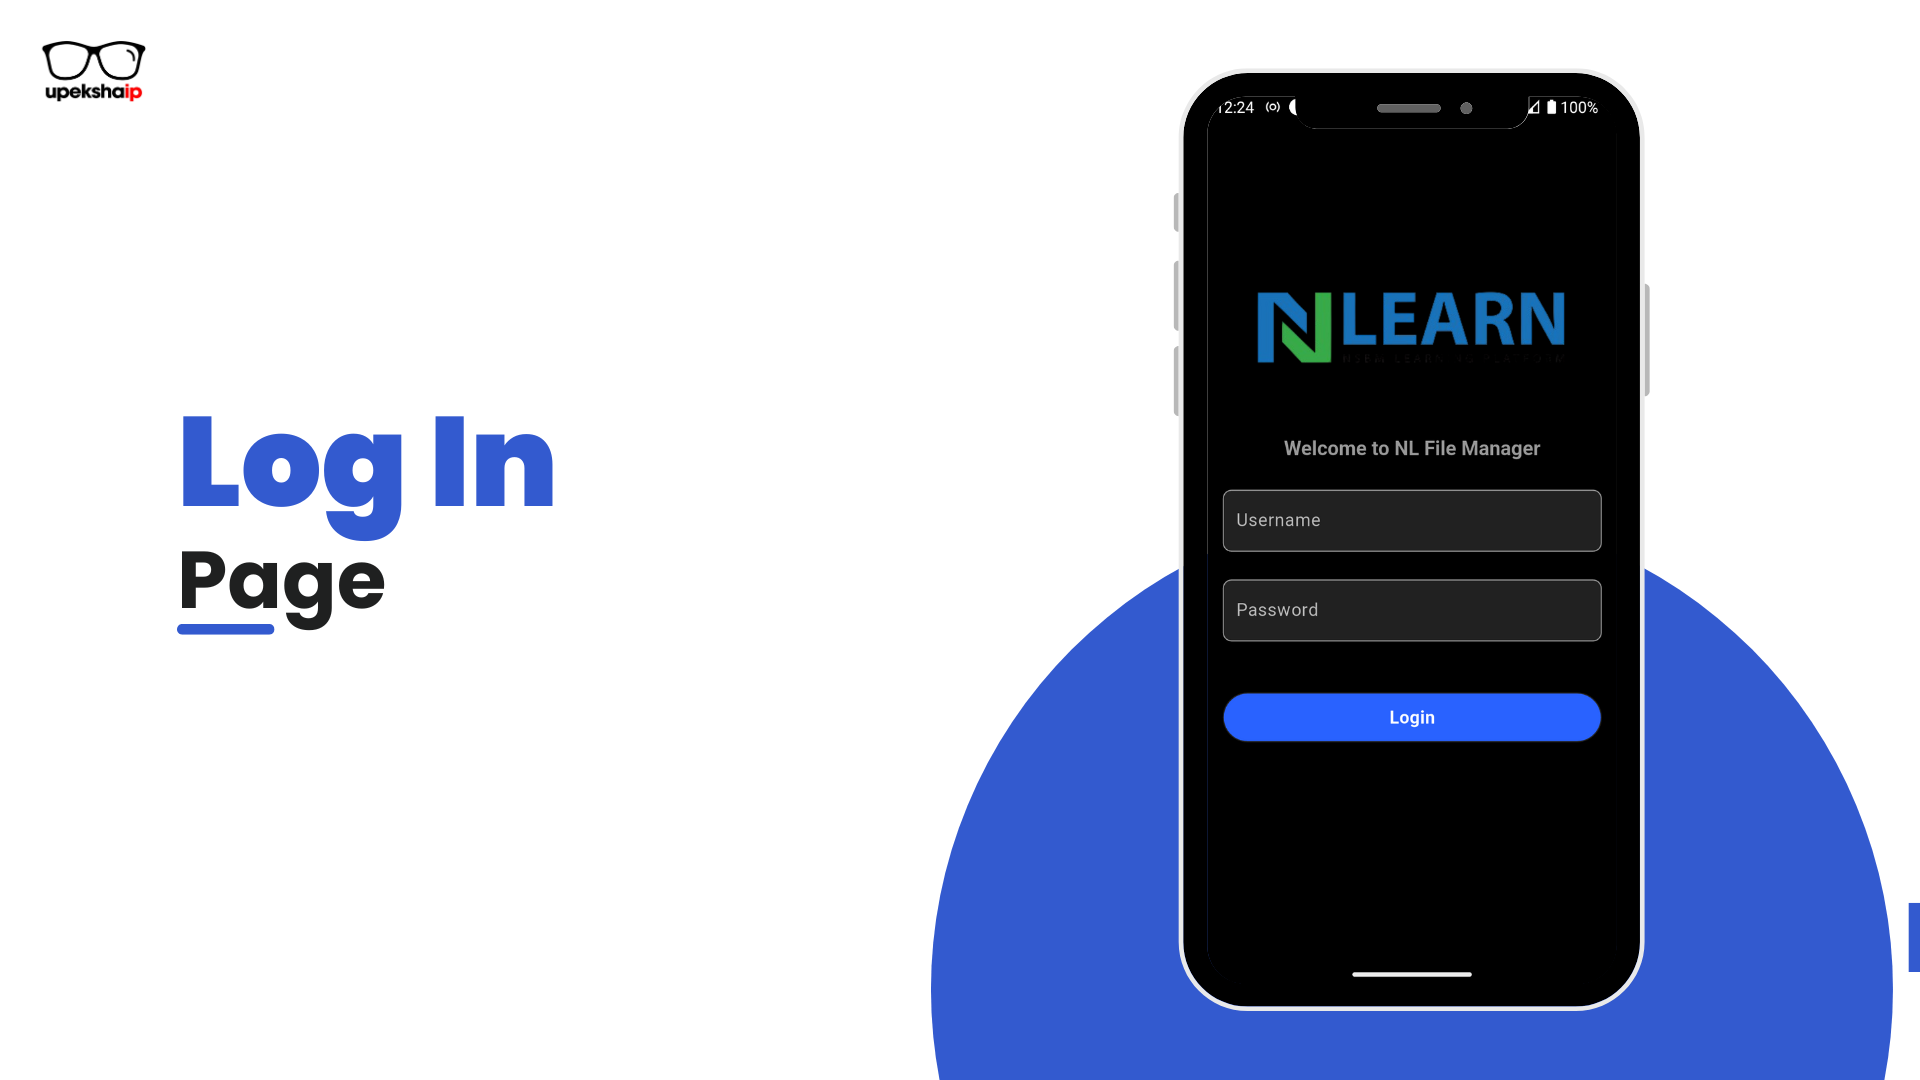 upekshaip
Log In
Page
2:24
100%
NLEARN
Welcome to NL File Manager
Username
Password
Login